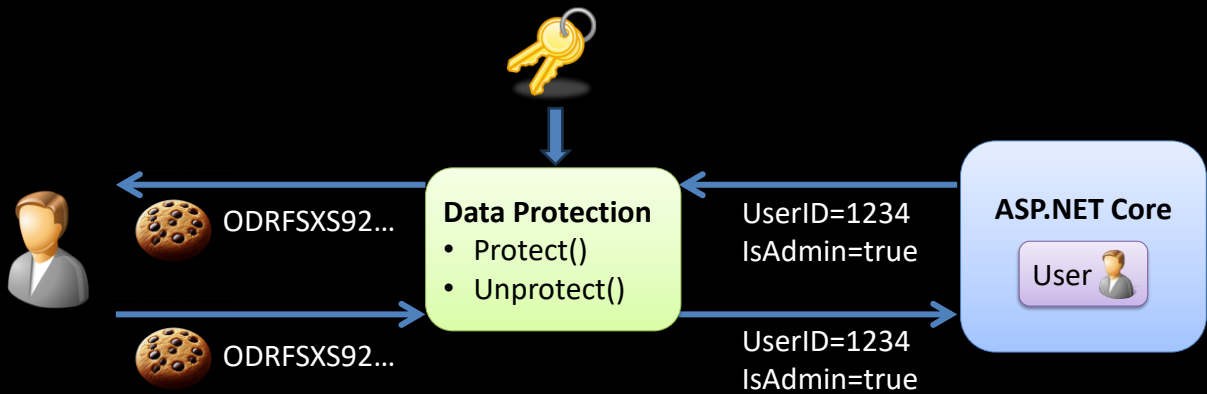 ODRFSXS92...
Data Protection
• Protect()
• Unprotect()
UserID=1234
IsAdmin=true
ASP.NET Core
User
ODRFSXS92...
UserID=1234
IsAdmin=true